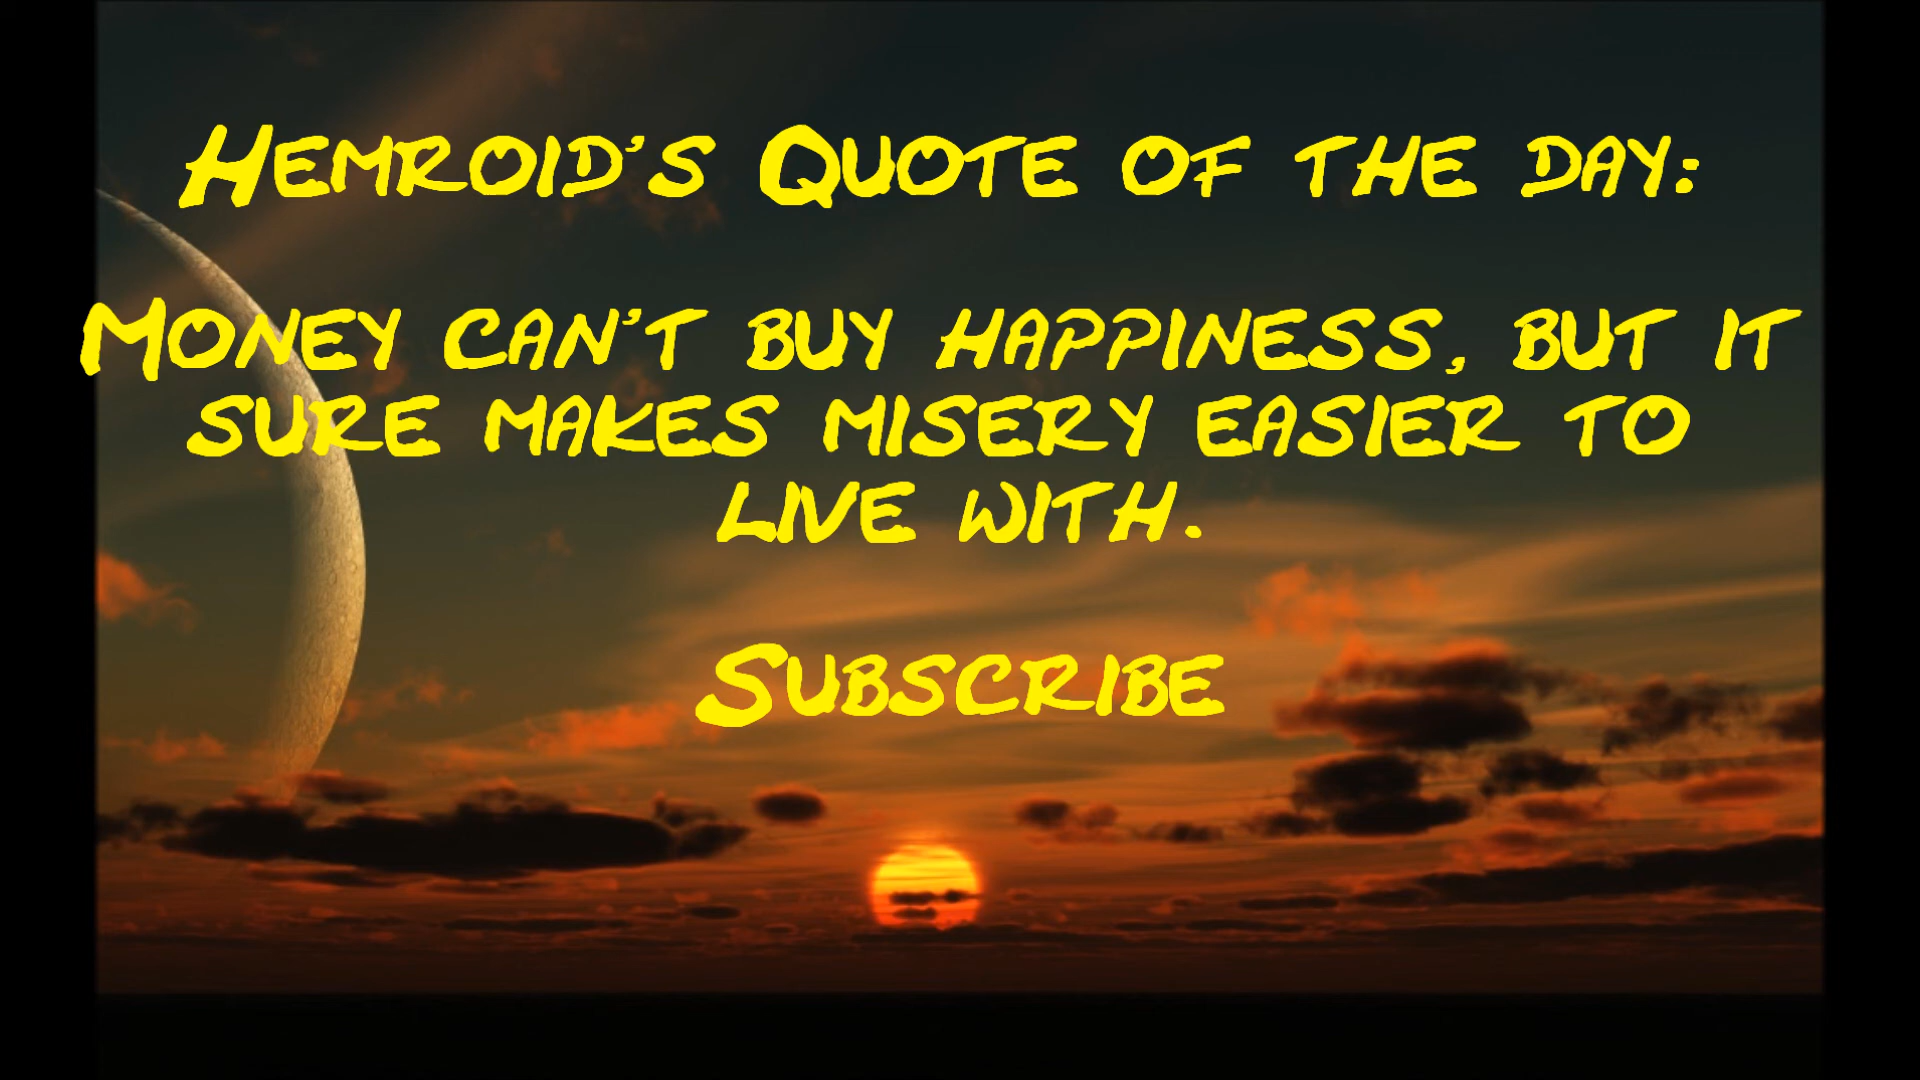 Hemroid's Quote of the day:
Money can't buy happiness, but it
sure makes misery easier to
live with.
Subscribe